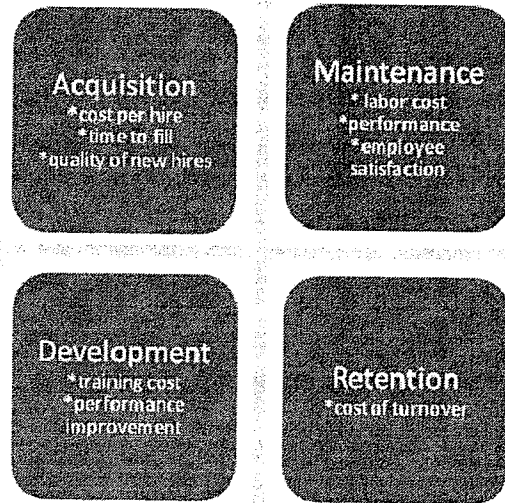 Acquisition
*cost per hire
*time to fill
*quality of new hires
Maintenance
* labor cost
*performance
*employee
satisfaction
Development
*training cost
*performance
improvement
Retention
*cost of turnover